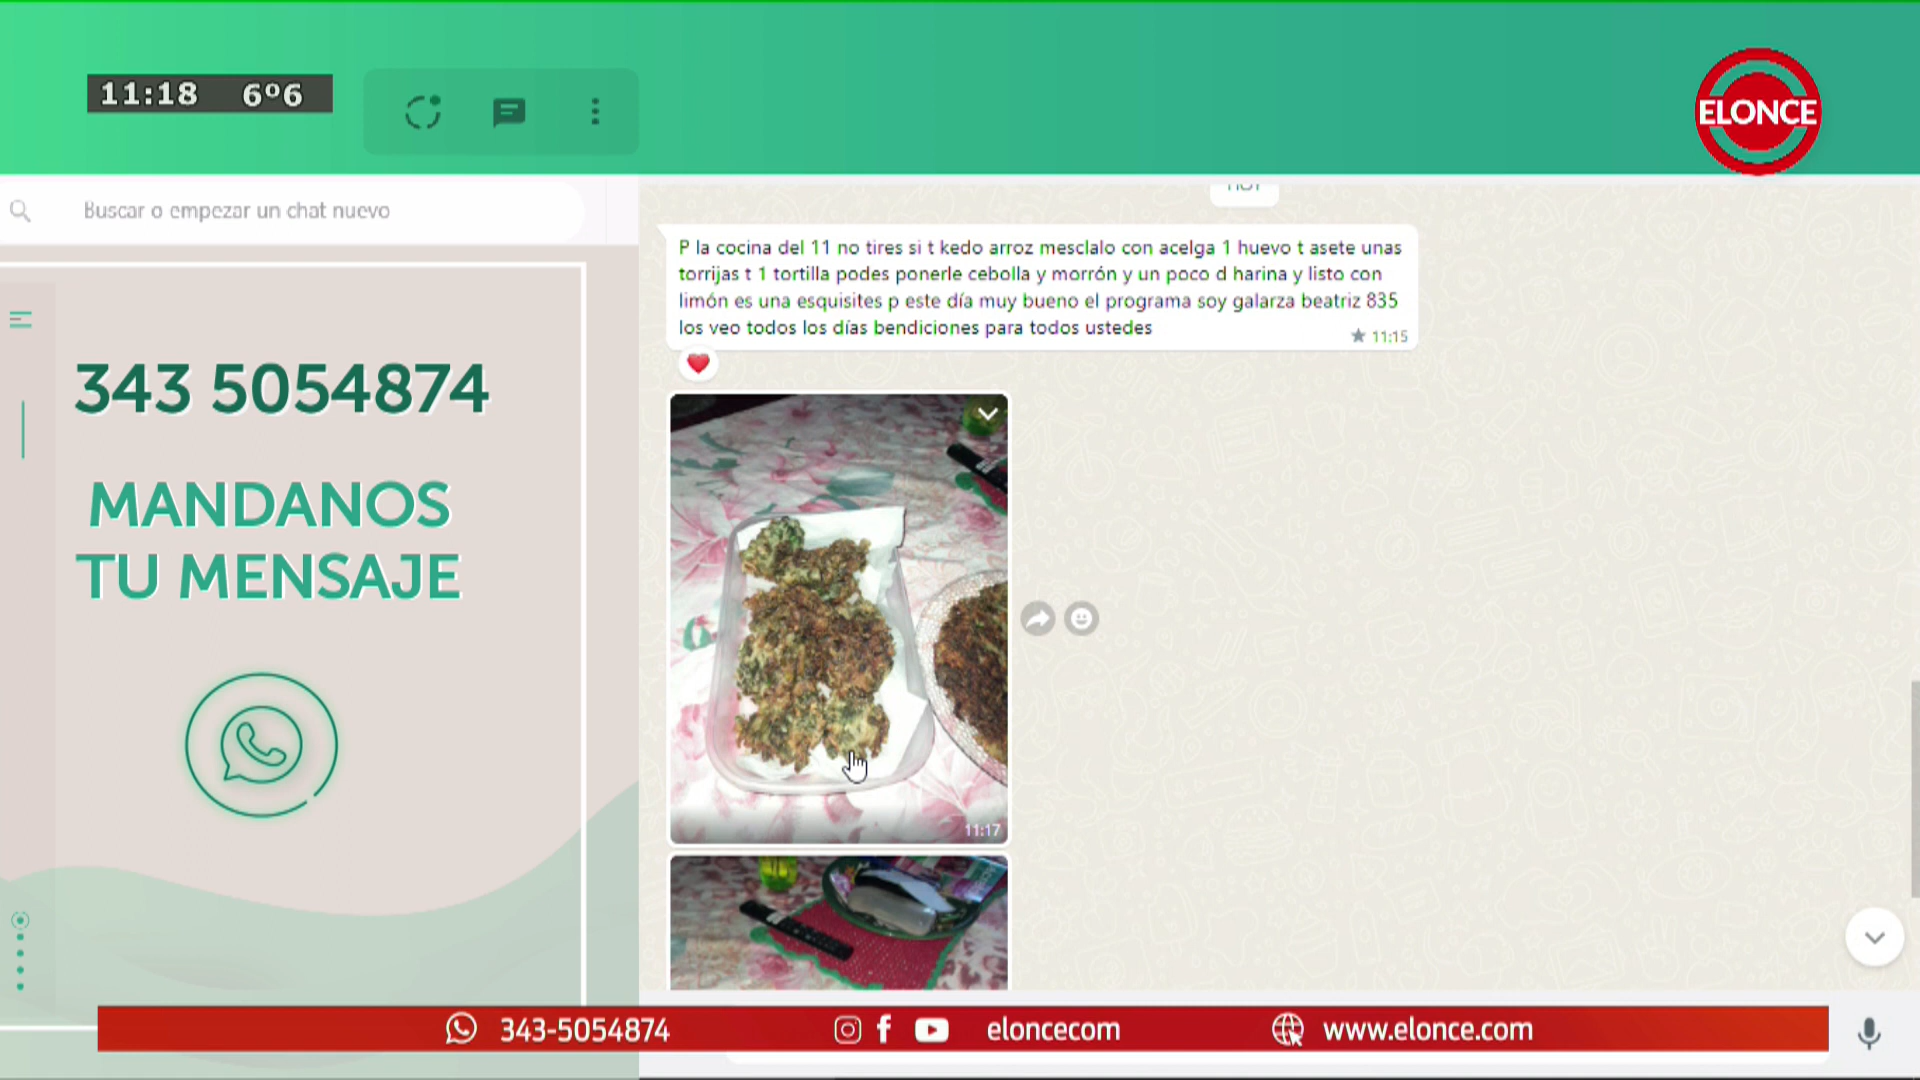 11:18 6º6
ELONCE
Buscar o empezar un chat nuevo
HOY
P la cocina del 11 no tires si t kedo arroz mesclalo con acelga 1 huevo t asete unas
torrijas t 1 tortilla podes ponerle cebolla y morrón y un poco d harina y listo con
limón es una esquisites p este día muy bueno el programa soy galarza beatriz 835
los veo todos los días bendiciones para todos ustedes
11:15
343 5054874
MANDANOS
TU MENSAJE
11:17
343-5054874 eloncecom www.elonce.com